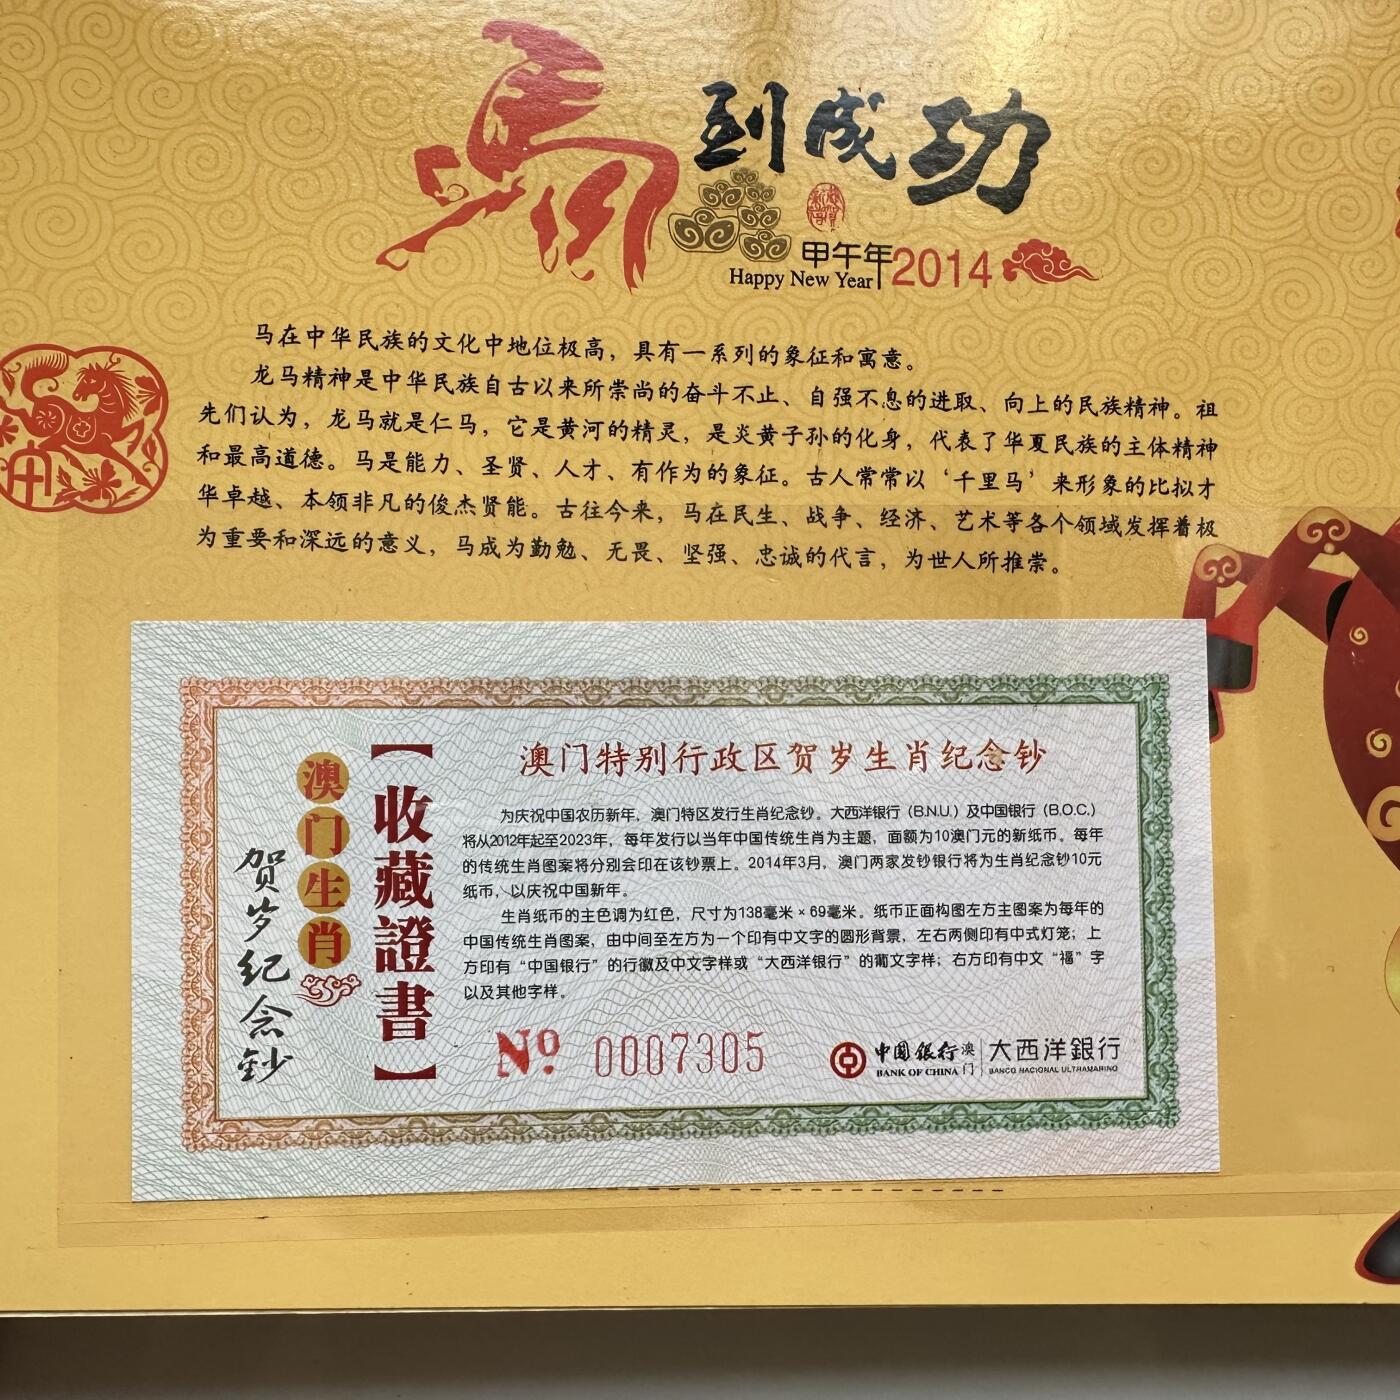 马到成功
甲午年
Happy New Year 2014
马在中华民族的文化中地位极高，具有一系列的象征和寓意。
龙马精神是中华民族自古以来所崇尚的奋斗不止、自强不息的进取、向上的民族精神。祖
先们认为，龙马就是仁马，它是黄河的精灵，是炎黄子孙的化身，代表了华夏民族的主体精神
和最高道德。马是能力、圣贤、人才、有作为的象征。古人常常以‘千里马’来形象的比拟才
华卓越、本领非凡的俊杰贤能。古往今来，马在民生、战争、经济、艺术等各个领域发挥着极
为重要和深远的意义，马成为勤勉、无畏、坚强、忠诚的代言，为世人所推崇。
【收藏證書】
澳门生肖
贺岁纪念钞
澳门特别行政区贺岁生肖纪念钞
为庆祝中国农历新年，澳门特区发行生肖纪念钞。大西洋银行（B.N.U.）及中国银行（B.O.C.）
将从2012年起至2023年，每年发行以当年中国传统生肖为主题，面额为10澳门元的新纸币。每年
的传统生肖图案将分别会印在该钞票上。2014年3月，澳门两家发钞银行将为生肖纪念钞10元
纸币，以庆祝中国新年。
生肖纸币的主色调为红色，尺寸为138毫米×69毫米。纸币正面构图左方主图案为每年的
中国传统生肖图案，由中间至左方为一个印有中文字的圆形背景，左右两侧印有中式灯笼；上
方印有“中国银行”的行徽及中文字样或“大西洋银行”的葡文字样；右方印有中文“福”字
以及其他字样。
№ 0007305
中國银行 澳门
BANK OF CHINA
大西洋銀行
BANCO NACIONAL ULTRAMARINO